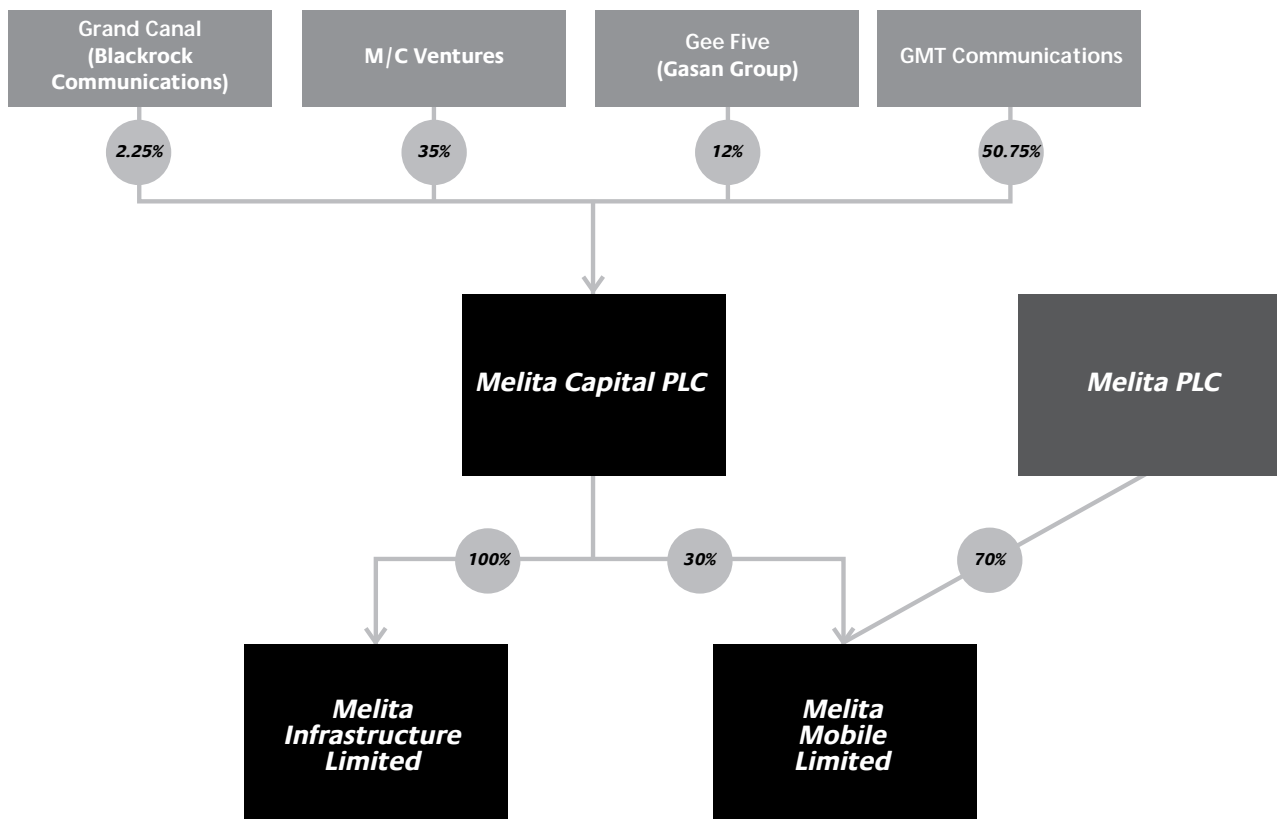 Grand Canal
(Blackrock
Communications)
M/C Ventures
Gee Five
(Gasan Group)
GMT Communications
2.25%
35%
12%
50.75%
Melita Capital PLC
Melita PLC
100%
30%
70%
Melita
Infrastructure
Limited
Melita
Mobile
Limited